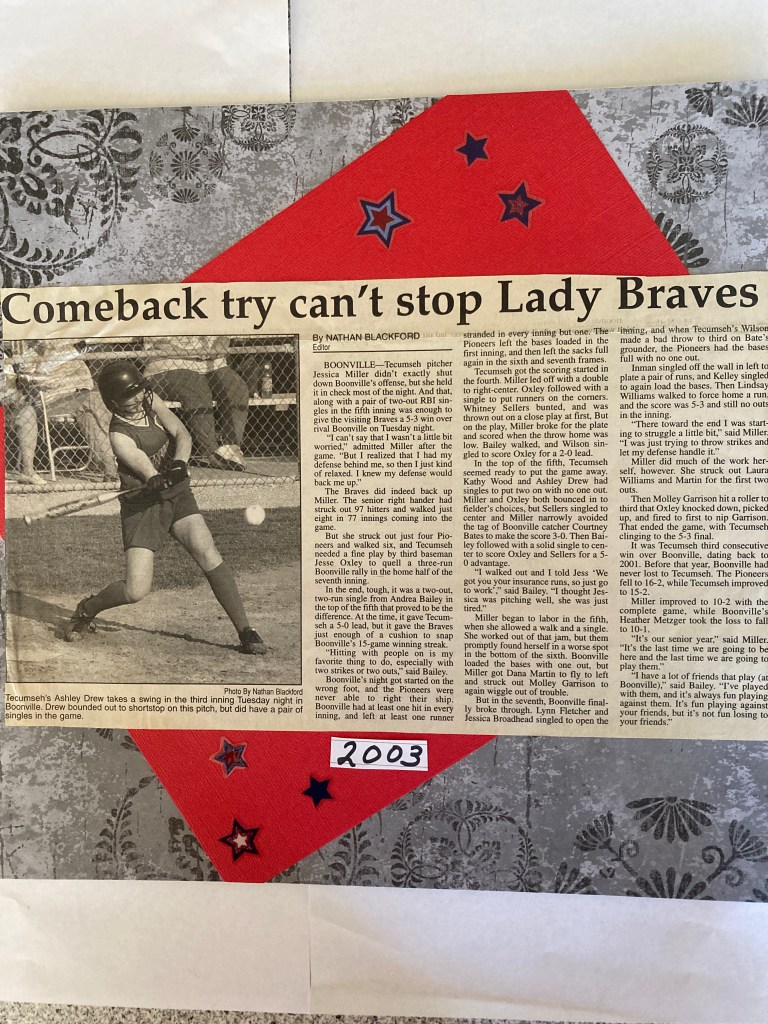 Comeback try can't stop Lady Braves
Photo By Nathan Blackford
Tecumseh's Ashley Drew takes a swing in the third inning Tuesday night in
Boonville. Drew bounded out to shortstop on this pitch, but did have a pair of
singles in the game.
By NATHAN BLACKFORD
Editor
BOONVILLE—Tecumseh pitcher
Jessica Miller didn't exactly shut
down Boonville's offense, but she held
it in check most of the night. And that,
along with a pair of two-out RBI sin-
gles in the fifth inning was enough to
give the visiting Braves a 5-3 win over
rival Boonville on Tuesday night.
"I can't say that I wasn't a little bit
worried," admitted Miller after the
game. "But I realized that I had my
defense behind me, so then I just kind
of relaxed. I knew my defense would
back me up."
The Braves did indeed back up
Miller. The senior right hander had
struck out 97 hitters and walked just
eight in 77 innings coming into the
game.
But she struck out just four Pio-
neers and walked six, and Tecumseh
needed a fine play by third baseman
Jesse Oxley to quell a three-run
Boonville rally in the home half of the
seventh inning.
In the end, tough, it was a two-out,
two-run single from Andrea Bailey in
the top of the fifth that proved to be the
difference. At the time, it gave Tecum-
seh a 5-0 lead, but it gave the Braves
just enough of a cushion to snap
Boonville's 15-game winning streak.
"Hitting with people on is my
favorite thing to do, especially with
two strikes or two outs," said Bailey.
Boonville's night got started on the
wrong foot, and the Pioneers were
never able to right their ship.
Boonville had at least one hit in every
inning, and left at least one runner
stranded in every inning but one. The
Pioneers left the bases loaded in the
first inning, and then left the sacks full
again in the sixth and seventh frames.
Tecumseh got the scoring started in
the fourth. Miller led off with a double
to right-center. Oxley followed with a
single to put runners on the corners.
Whitney Sellers bunted, and was
thrown out on a close play at first, But
on the play, Miller broke for the plate
and scored when the throw home was
low. Bailey walked, and Wilson sin-
gled to score Oxley for a 2-0 lead.
In the top of the fifth, Tecumseh
seemed ready to put the game away.
Kathy Wood and Ashley Drew had
singles to put two on with no one out.
Miller and Oxley both bounced in to
fielder's choices, but Sellers singled to
center and Miller narrowly avoided
the tag of Boonville catcher Courtney
Bates to make the score 3-0. Then Bai-
ley followed with a solid single to cen-
ter to score Oxley and Sellers for a 5-
0 advantage.
"I walked out and I told Jess 'We
got you your insurance runs, so just go
to work'," said Bailey. "I thought Jes-
sica was pitching well, she was just
tired."
Miller began to labor in the fifth,
when she allowed a walk and a single.
She worked out of that jam, but then
promptly found herself in a worse spot
in the bottom of the sixth. Boonville
loaded the bases with one out, but
Miller got Dana Martin to fly to left
and struck out Molley Garrison to
again wiggle out of trouble.
But in the seventh, Boonville final-
ly broke through. Lynn Fletcher and
Jessica Broadhead singled to open the
inning, and when Tecumseh's Wilson
made a bad throw to third on Bate's
grounder, the Pioneers had the bases
full with no one out.
Inman singled off the wall in left to
plate a pair of runs, and Kelley singled
to again load the bases. Then Lindsay
Williams walked to force home a run,
and the score was 5-3 and still no outs
in the inning.
"There toward the end I was start-
ing to struggle a little bit," said Miller.
"I was just trying to throw strikes and
let my defense handle it."
Miller did much of the work her-
self, however. She struck out Laura
Williams and Martin for the first two
outs.
Then Molley Garrison hit a roller to
third that Oxley knocked down, picked
up, and fired to first to nip Garrison.
That ended the game, with Tecumseh
clinging to the 5-3 final.
It was Tecumseh third consecutive
win over Boonville, dating back to
2001. Before that year, Boonville had
never lost to Tecumseh. The Pioneers
fell to 16-2, while Tecumseh improved
to 15-2.
Miller improved to 10-2 with the
complete game, while Boonville's
Heather Metzger took the loss to fall
to 10-1.
"It's our senior year," said Miller.
"It's the last time we are going to be
here and the last time we are going to
play them."
"I have a lot of friends that play (at
Boonville)," said Bailey. "I've played
with them, and it's always fun playing
against them. It's fun playing against
your friends, but it's not fun losing to
your friends."
2003